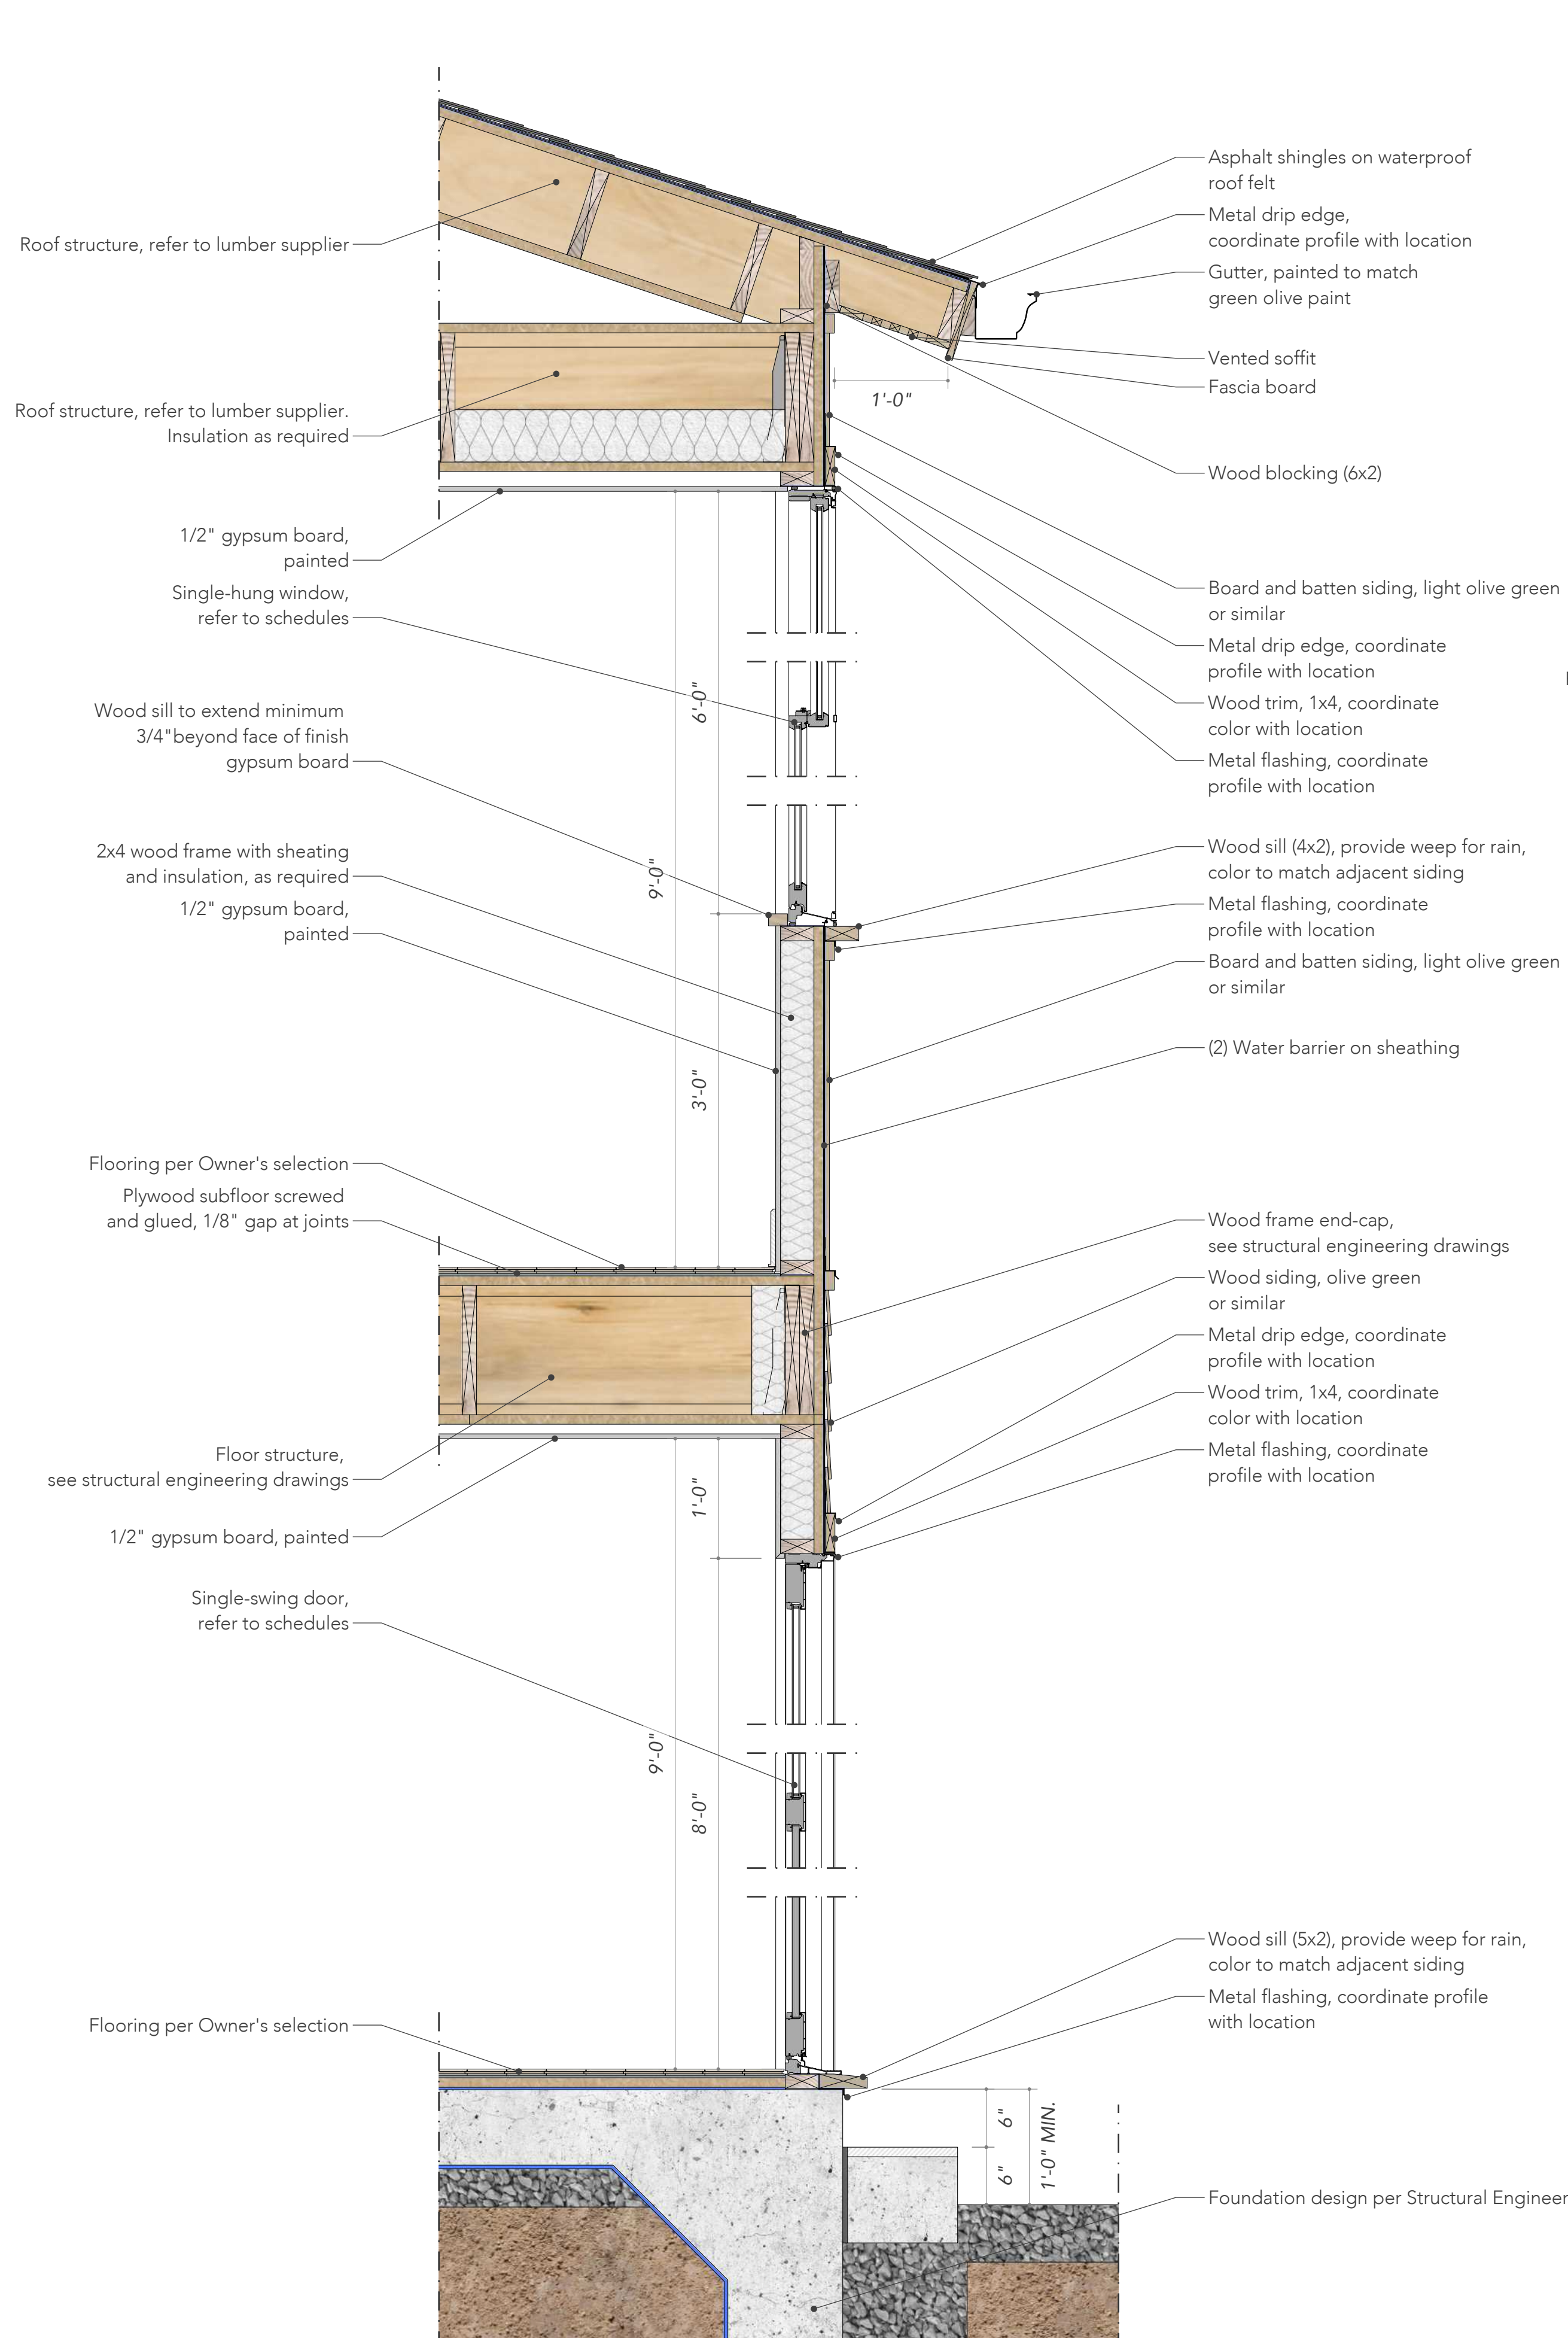 Roof structure, refer to lumber supplier
Roof structure, refer to lumber supplier.
Insulation as required
1/2" gypsum board,
painted
Single-hung window,
refer to schedules
Wood sill to extend minimum
3/4"beyond face of finish
gypsum board
2x4 wood frame with sheating
and insulation, as required
1/2" gypsum board,
painted
Flooring per Owner's selection
Plywood subfloor screwed
and glued, 1/8" gap at joints
Floor structure,
see structural engineering drawings
1/2" gypsum board, painted
Single-swing door,
refer to schedules
Flooring per Owner's selection
1'-0"
6'-0"
9'-0"
3'-0"
1'-0"
9'-0"
8'-0"
6"
6"
1'-0" MIN.
Asphalt shingles on waterproof
roof felt
Metal drip edge,
coordinate profile with location
Gutter, painted to match
green olive paint
Vented soffit
Fascia board
Wood blocking (6x2)
Board and batten siding, light olive green
or similar
Metal drip edge, coordinate
profile with location
Wood trim, 1x4, coordinate
color with location
Metal flashing, coordinate
profile with location
Wood sill (4x2), provide weep for rain,
color to match adjacent siding
Metal flashing, coordinate
profile with location
Board and batten siding, light olive green
or similar
(2) Water barrier on sheathing
Wood frame end-cap,
see structural engineering drawings
Wood siding, olive green
or similar
Metal drip edge, coordinate
profile with location
Wood trim, 1x4, coordinate
color with location
Metal flashing, coordinate
profile with location
Wood sill (5x2), provide weep for rain,
color to match adjacent siding
Metal flashing, coordinate profile
with location
Foundation design per Structural Engineer